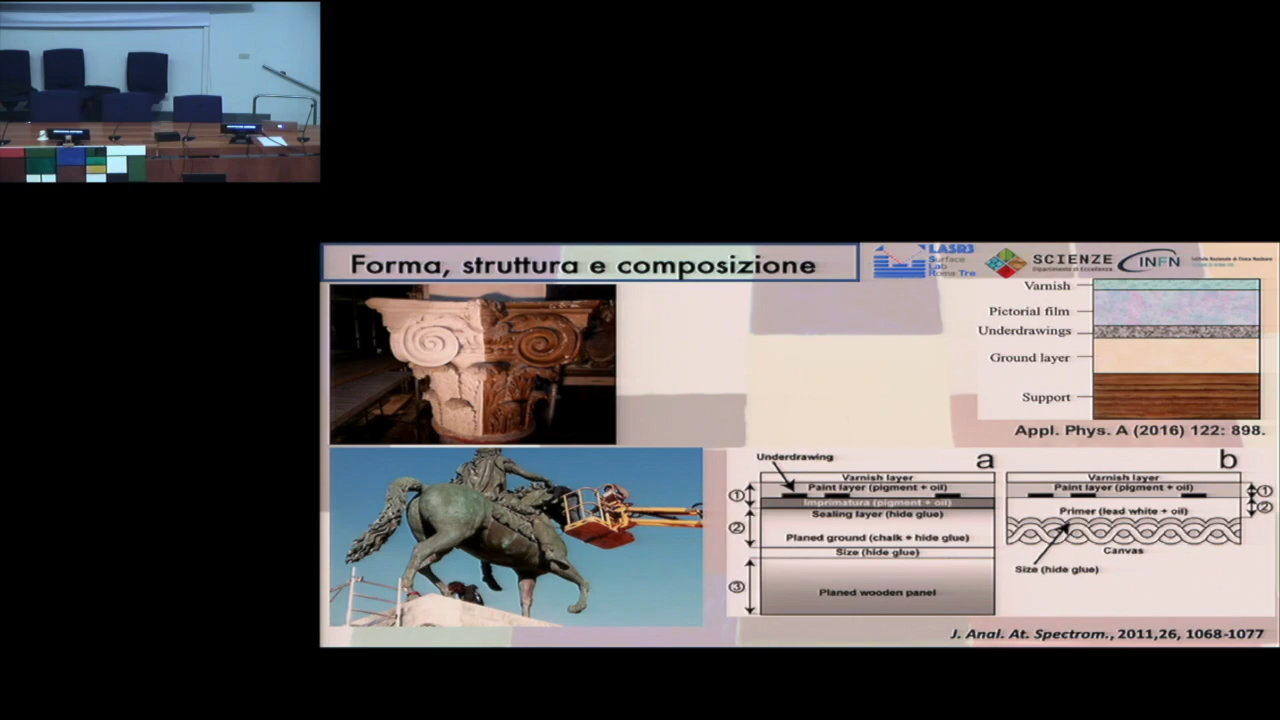 Forma, struttura e composizione
LASR3
Surface
Lab
Roma Tre
SCIENZE
Dipartimento di Eccellenza
INFN
Varnish
Pictorial film
Underdrawings
Ground layer
Support
Appl. Phys. A (2016) 122: 898.
a
Underdrawing
Varnish layer
Paint layer (pigment + oil)
Imprimatura (pigment + oil)
Sealing layer (hide glue)
Planed ground (chalk + hide glue)
Size (hide glue)
Planed wooden panel
①
②
③
b
Varnish layer
Paint layer (pigment + oil)
Primer (lead white + oil)
Canvas
Size (hide glue)
①
②
J. Anal. At. Spectrom., 2011,26, 1068-1077